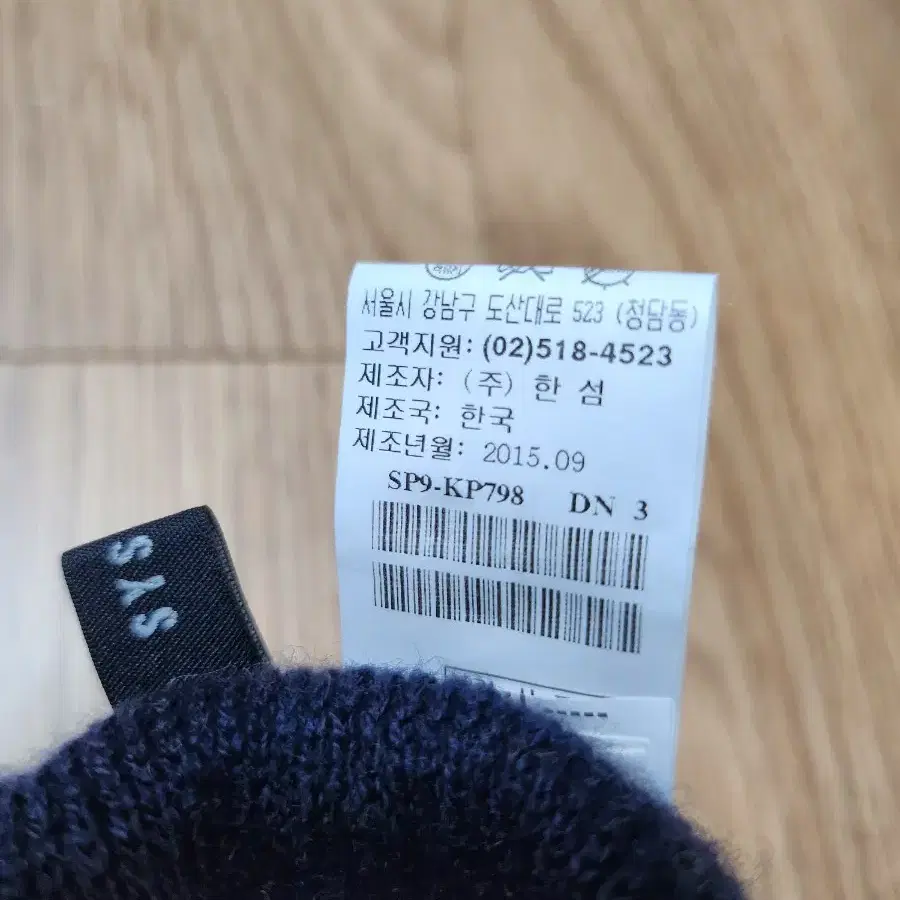 서울시 강남구 도산대로 523 (청담동)
고객지원: (02)518-4523
제조자: (주) 한 섬
제조국: 한국
제조년월: 2015.09
SP9-KP798 DN 3
SYS